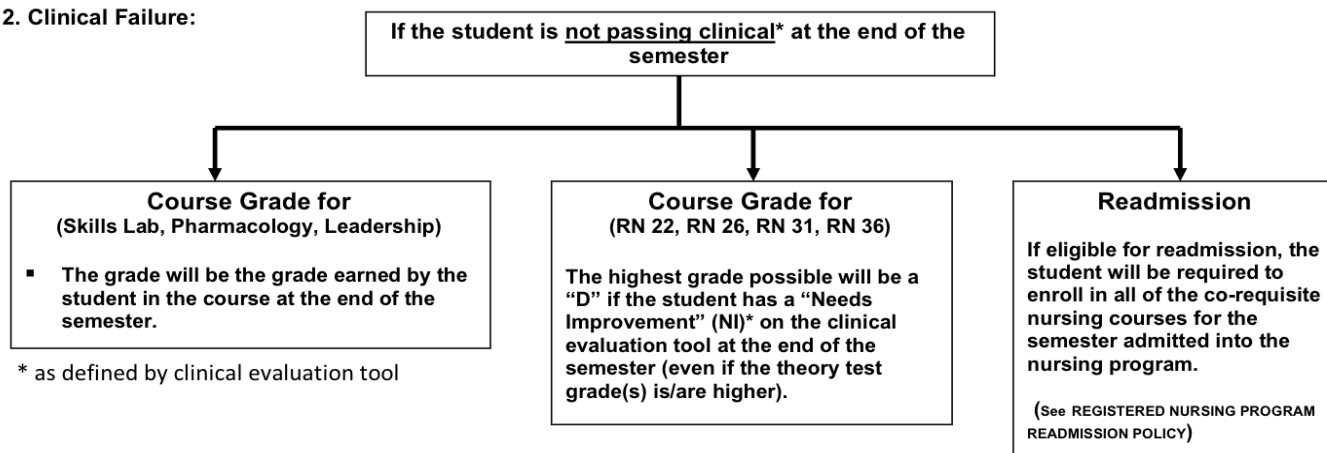 2. Clinical Failure:
If the student is not passing clinical* at the end of the
semester
Course Grade for
(Skills Lab, Pharmacology, Leadership)
▪ The grade will be the grade earned by the
student in the course at the end of the
semester.
* as defined by clinical evaluation tool
Course Grade for
(RN 22, RN 26, RN 31, RN 36)
The highest grade possible will be a
“D” if the student has a “Needs
Improvement” (NI)* on the clinical
evaluation tool at the end of the
semester (even if the theory test
grade(s) is/are higher).
Readmission
If eligible for readmission, the
student will be required to
enroll in all of the co-requisite
nursing courses for the
semester admitted into the
nursing program.
(See REGISTERED NURSING PROGRAM
READMISSION POLICY)